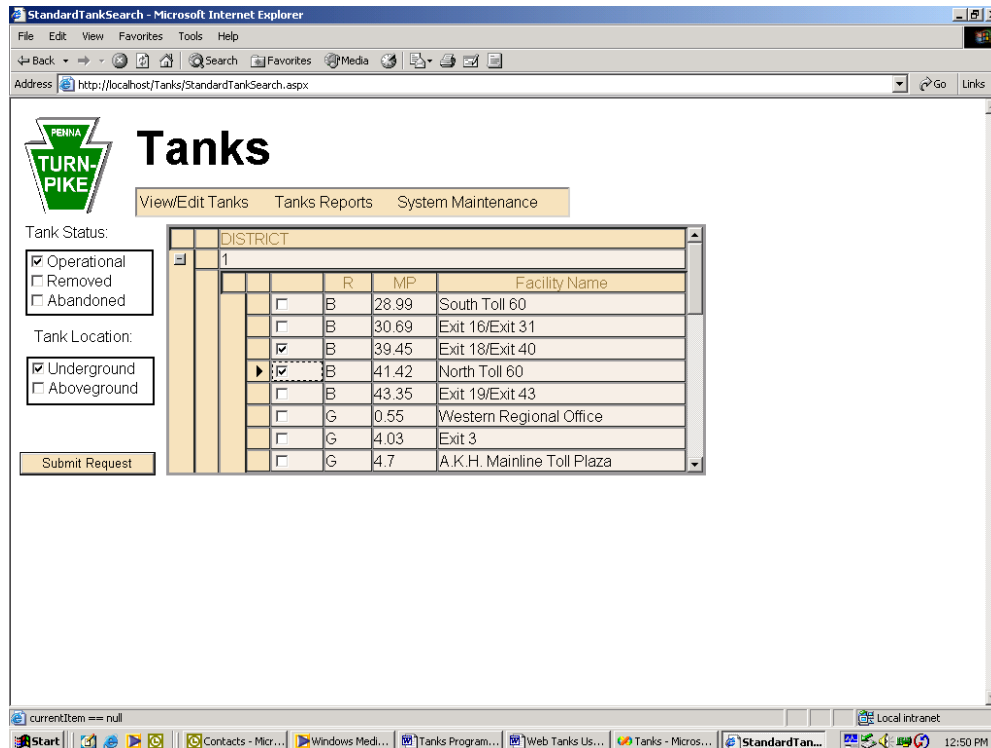 StandardTankSearch - Microsoft Internet Explorer
File Edit View Favorites Tools Help
Back Search Favorites Media
Address http://localhost/Tanks/StandardTankSearch.aspx Go Links
PENNA
TURN-
PIKE
Tanks
View/Edit Tanks Tanks Reports System Maintenance
Tank Status:
Operational
Removed
Abandoned
Tank Location:
Underground
Aboveground
Submit Request
DISTRICT
1
R MP Facility Name
B 28.99 South Toll 60
B 30.69 Exit 16/Exit 31
B 39.45 Exit 18/Exit 40
B 41.42 North Toll 60
B 43.35 Exit 19/Exit 43
G 0.55 Western Regional Office
G 4.03 Exit 3
G 4.7 A.K.H. Mainline Toll Plaza
currentItem == null Local intranet
Start Contacts - Micr... Windows Medi... Tanks Program... Web Tanks Us... Tanks - Micros... StandardTan... 12:50 PM